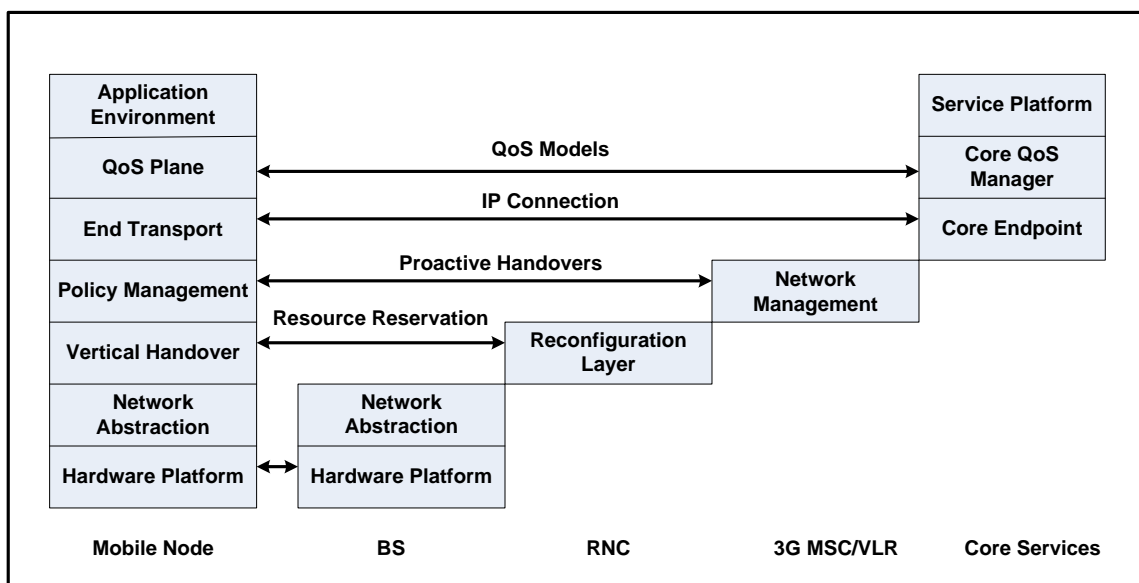 Application
Environment
Service Platform
QoS Models
QoS Plane
Core QoS
Manager
IP Connection
End Transport
Core Endpoint
Proactive Handovers
Policy Management
Network
Management
Resource Reservation
Vertical Handover
Reconfiguration
Layer
Network
Abstraction
Network
Abstraction
Hardware Platform
Hardware Platform
Mobile Node
BS
RNC
3G MSC/VLR
Core Services